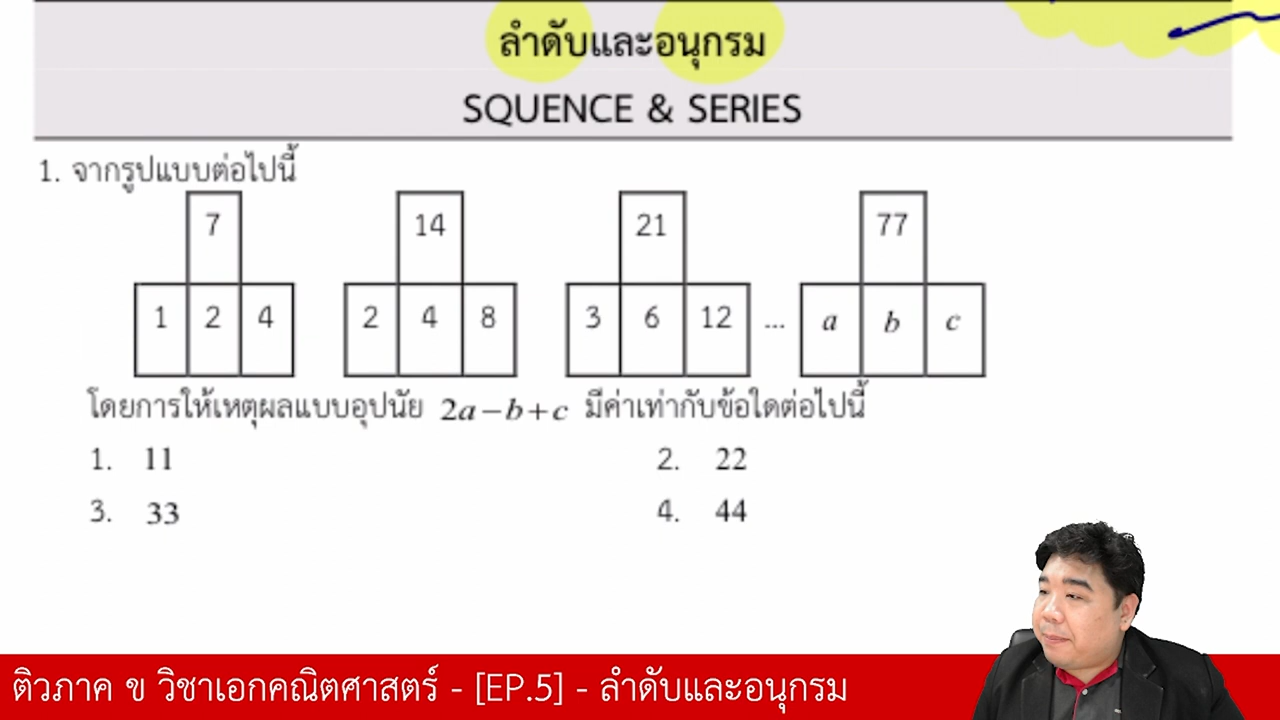 ลำดับและอนุกรม
SQUENCE & SERIES
1. จากรูปแบบต่อไปนี้
7 14 21 77
1 2 4 2 4 8 3 6 12 ... a b c
โดยการให้เหตุผลแบบอุปนัย 2a−b+c มีค่าเท่ากับข้อใดต่อไปนี้
1. 11 2. 22
3. 33 4. 44
ติวภาค ข วิชาเอกคณิตศาสตร์ - [EP.5] - ลำดับและอนุกรม